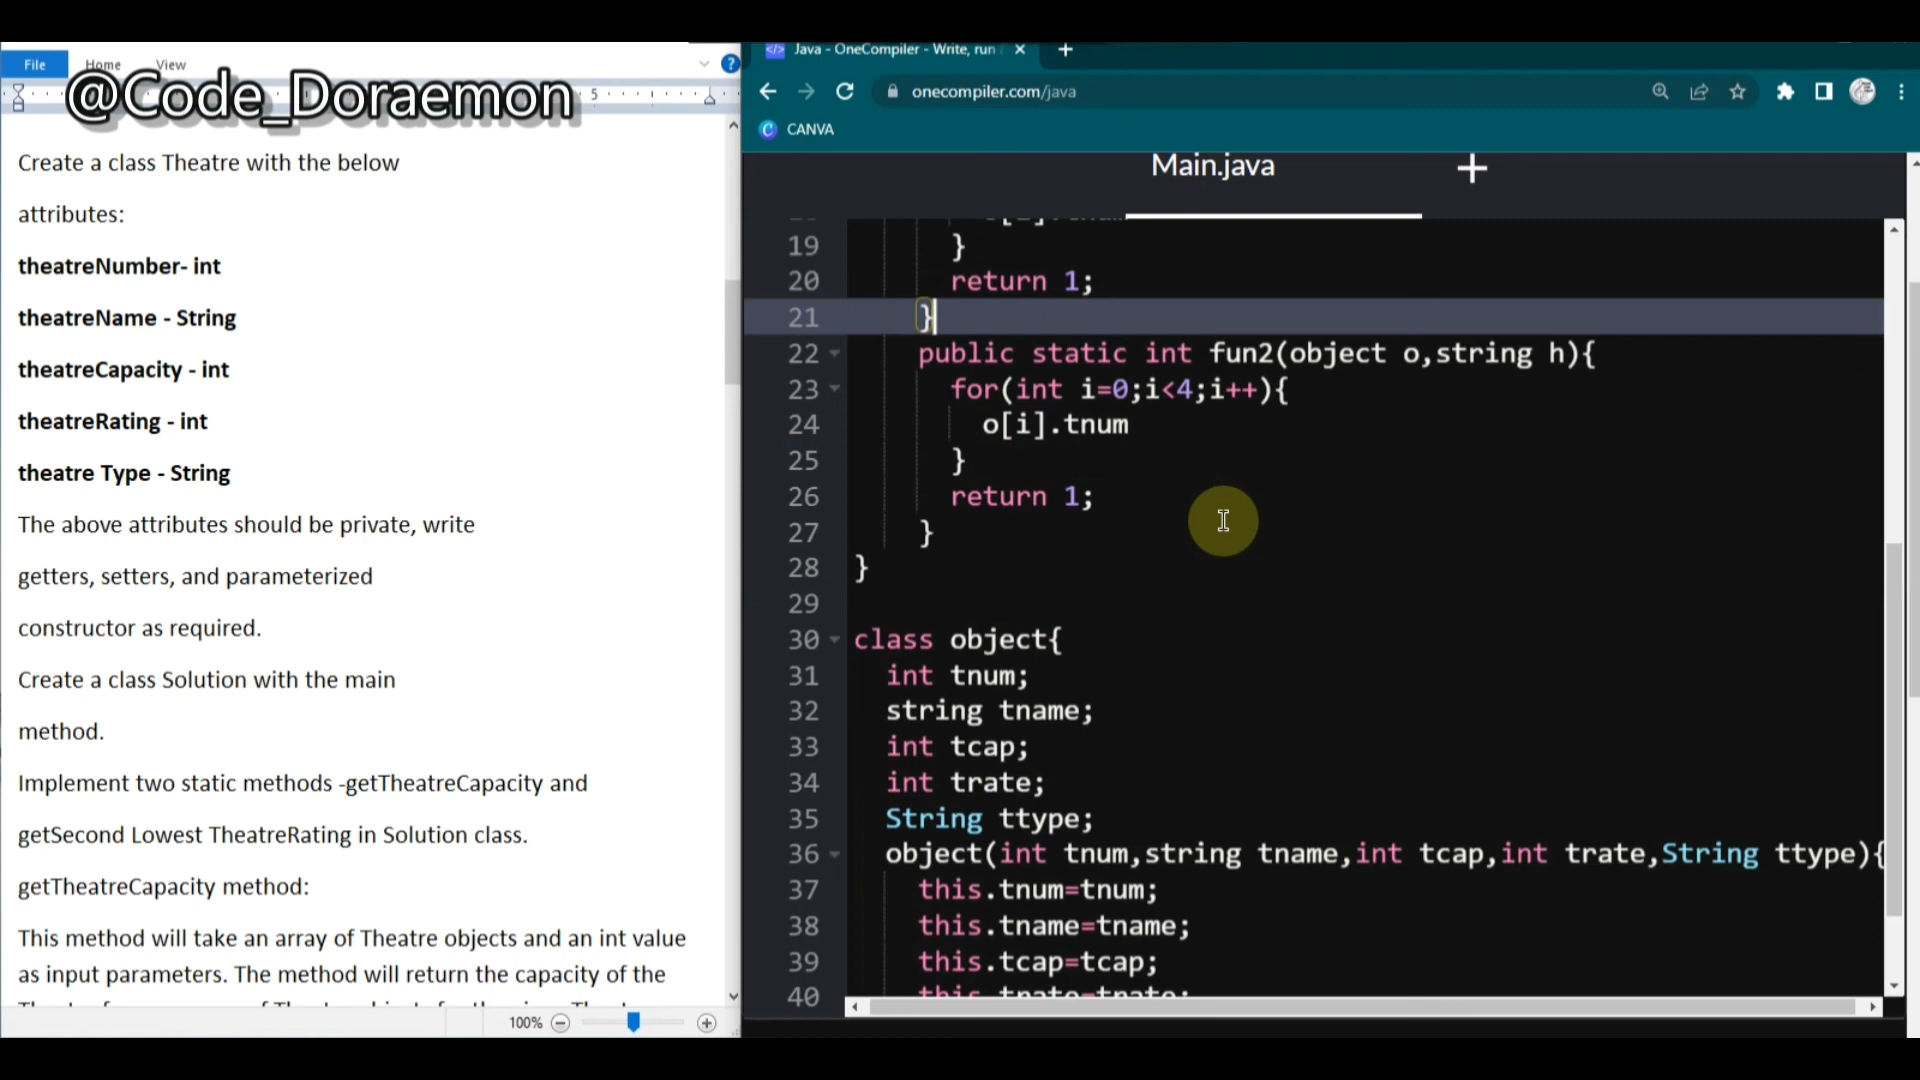 File
Home
View
@Code_Doraemon
5
Create a class Theatre with the below
attributes:
theatreNumber- int
theatreName - String
theatreCapacity - int
theatreRating - int
theatre Type - String
The above attributes should be private, write
getters, setters, and parameterized
constructor as required.
Create a class Solution with the main
method.
Implement two static methods -getTheatreCapacity and
getSecond Lowest TheatreRating in Solution class.
getTheatreCapacity method:
This method will take an array of Theatre objects and an int value
as input parameters. The method will return the capacity of the
100%
Java - OneCompiler - Write, run
onecompiler.com/java
CANVA
Main.java
19 }
20 return 1;
21 }
22 public static int fun2(object o,string h){
23 for(int i=0;i<4;i++){
24 o[i].tnum
25 }
26 return 1;
27 }
28 }
29
30 class object{
31 int tnum;
32 string tname;
33 int tcap;
34 int trate;
35 String ttype;
36 object(int tnum,string tname,int tcap,int trate,String ttype){
37 this.tnum=tnum;
38 this.tname=tname;
39 this.tcap=tcap;
40 this.trate=trate;